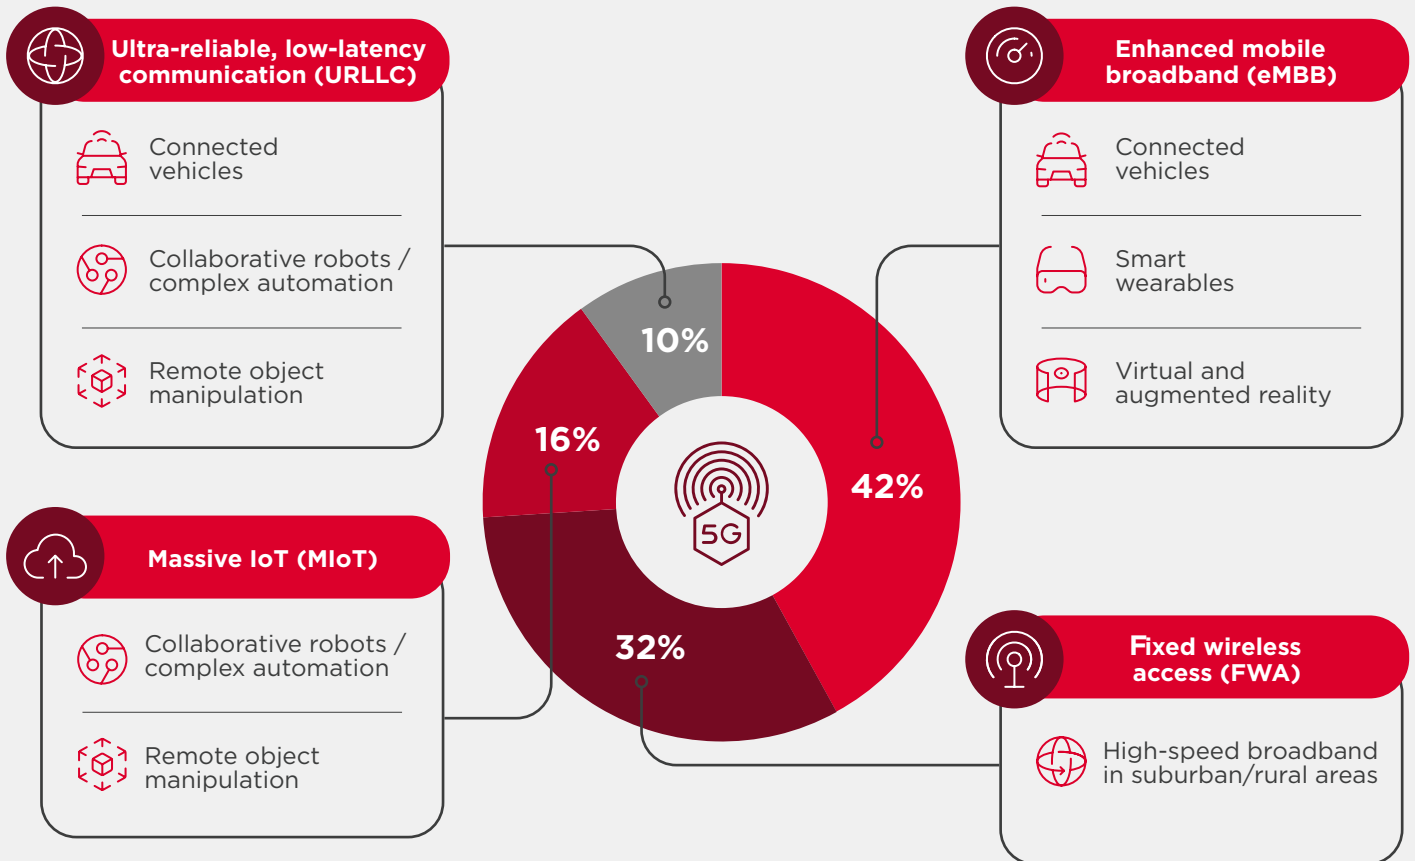 Ultra-reliable, low-latency
communication (URLLC)
Connected
vehicles
Collaborative robots /
complex automation
Remote object
manipulation
Enhanced mobile
broadband (eMBB)
Connected
vehicles
Smart
wearables
Virtual and
augmented reality
10%
16%
42%
32%
5G
Massive IoT (MIoT)
Collaborative robots /
complex automation
Remote object
manipulation
Fixed wireless
access (FWA)
High-speed broadband
in suburban/rural areas